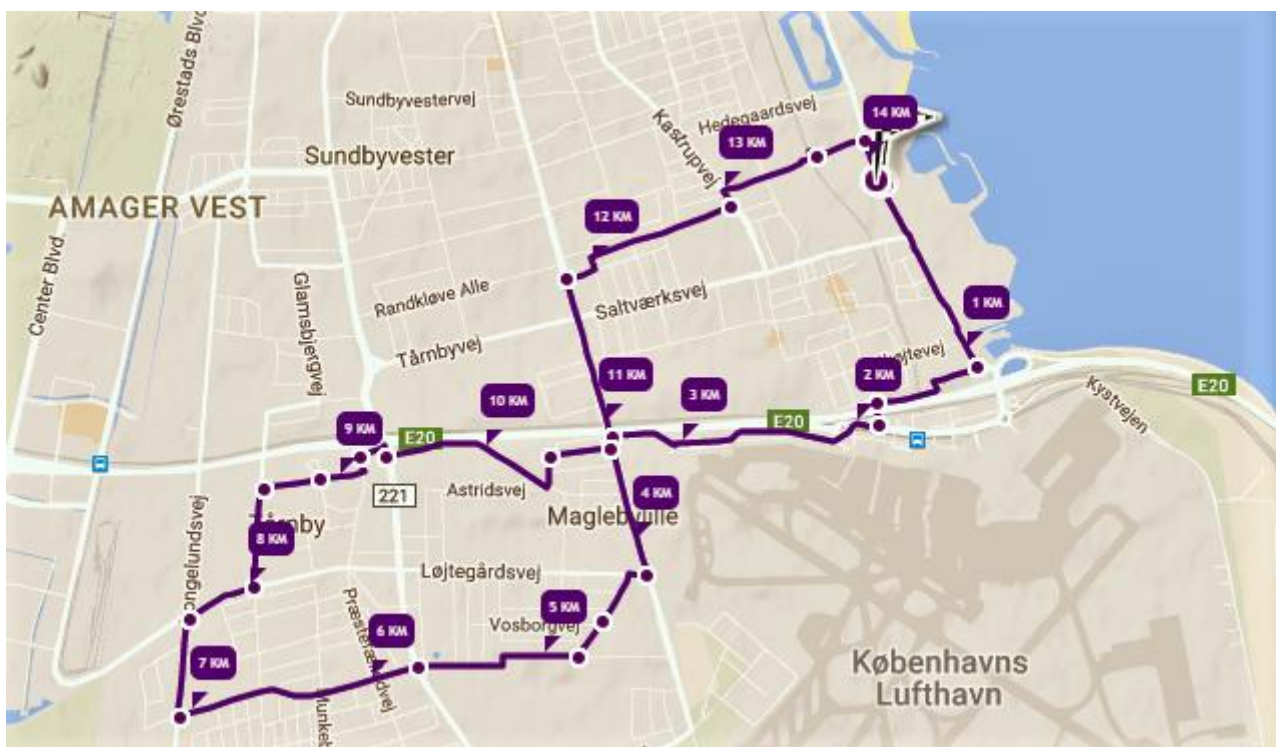 Ørestads Blvd
Sundbyvestervej
Hedegaardsvej
14 KM
Kastrupvej
13 KM
Sundbyvester
AMAGER VEST
12 KM
Center Blvd
Glamsbjergvej
Randkløve Alle
Saltværksvej
1 KM
Tårnbyvej
11 KM
2 KM
E20
Kystvejen
10 KM
3 KM
E20
9 KM
E20
221
Astridsvej
4 KM
8 KM
Løjtegårdsvej
5 KM
Vosborgvej
6 KM
7 KM
Københavns
Lufthavn